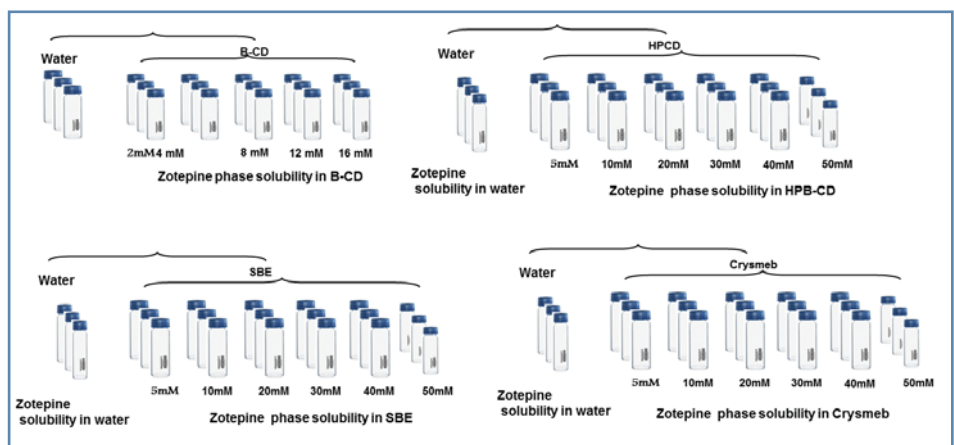 Water
B-CD
2mM 4 mM 8 mM 12 mM 16 mM
Zotepine phase solubility in B-CD
Water
HPCD
5mM 10mM 20mM 30mM 40mM 50mM
Zotepine
solubility in water
Zotepine phase solubility in HPB-CD
Water
SBE
5mM 10mM 20mM 30mM 40mM 50mM
Zotepine
solubility in water
Zotepine phase solubility in SBE
Water
Crysmeb
5mM 10mM 20mM 30mM 40mM 50mM
Zotepine
solubility in water
Zotepine phase solubility in Crysmeb